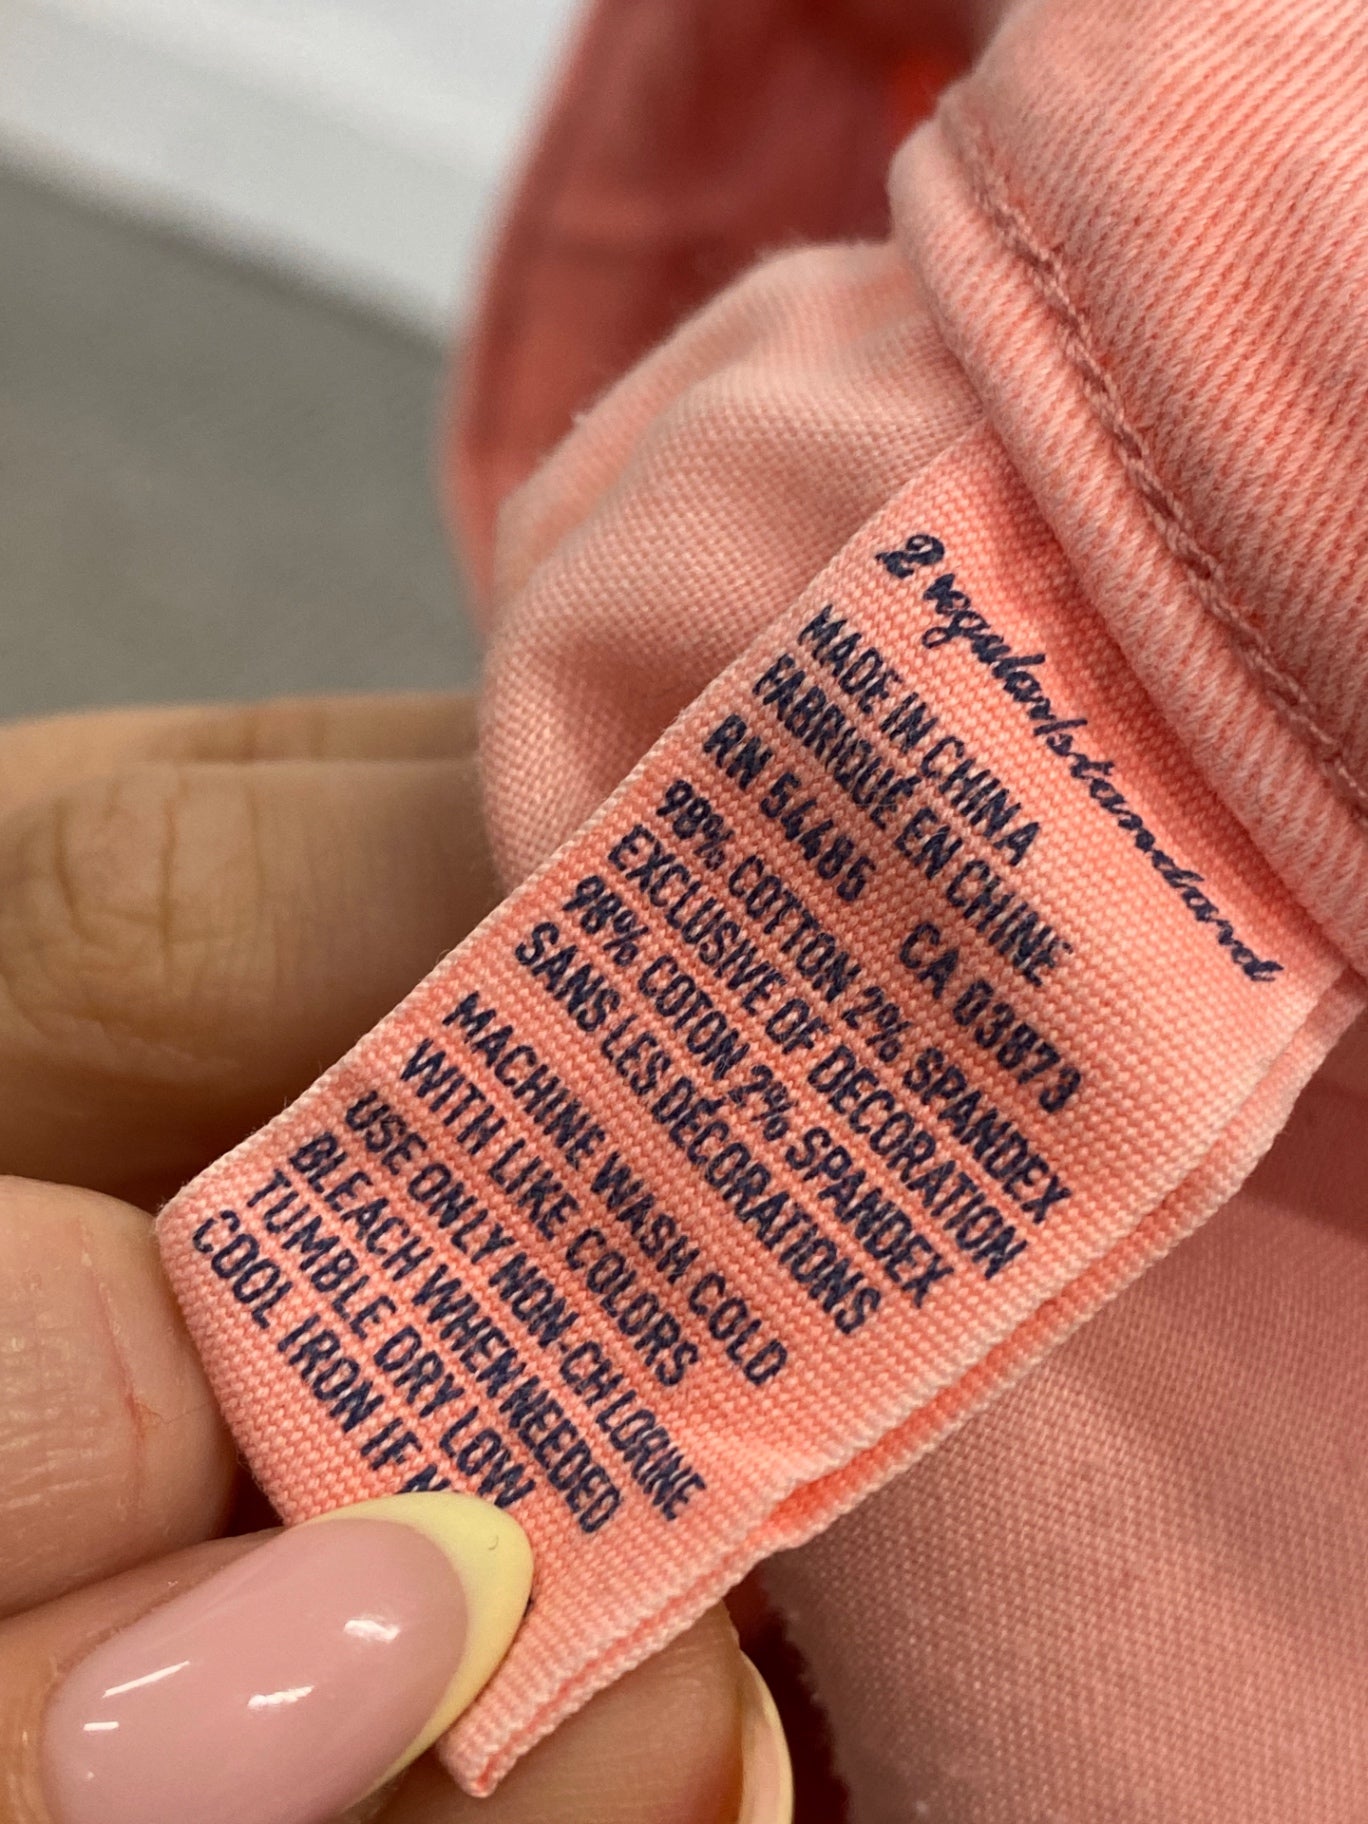 2 regular/standard
MADE IN CHINA
FABRIQUÉ EN CHINE
RN 54485 CA 03873
98% COTTON 2% SPANDEX
EXCLUSIVE OF DECORATION
98% COTON 2% SPANDEX
SANS LES DÉCORATIONS
MACHINE WASH COLD
WITH LIKE COLORS
USE ONLY NON-CHLORINE
BLEACH WHEN NEEDED
TUMBLE DRY LOW
COOL IRON IF